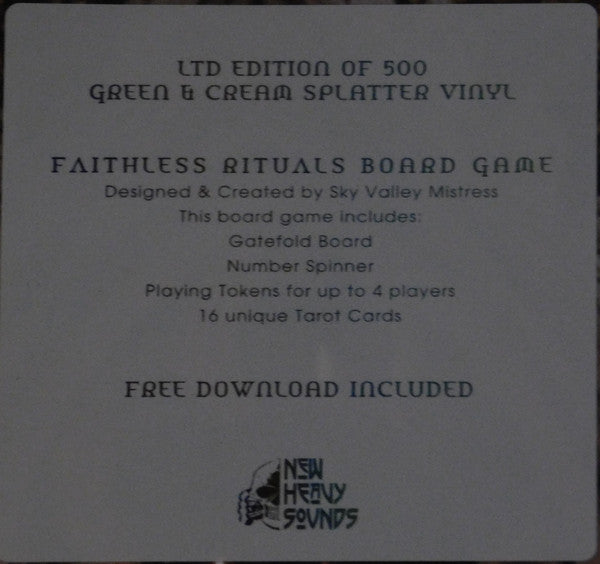 LTD EDITION OF 500
GREEN & CREAM SPLATTER VINYL
FAITHLESS RITUALS BOARD GAME
Designed & Created by Sky Valley Mistress
This board game includes:
Gatefold Board
Number Spinner
Playing Tokens for up to 4 players
16 unique Tarot Cards
FREE DOWNLOAD INCLUDED
NEW
HEAVY
SOUNDS